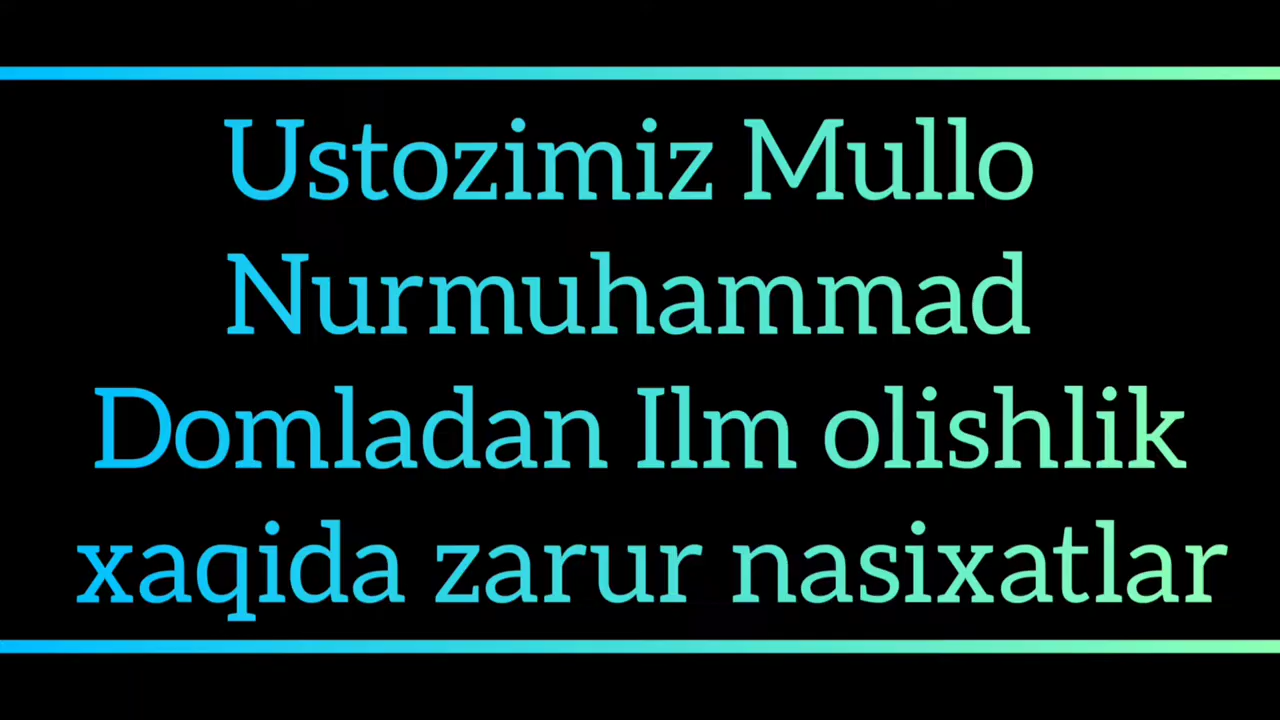 Ustozimiz Mullo
Nurmuhammad
Domladan Ilm olishlik
xaqida zarur nasixatlar